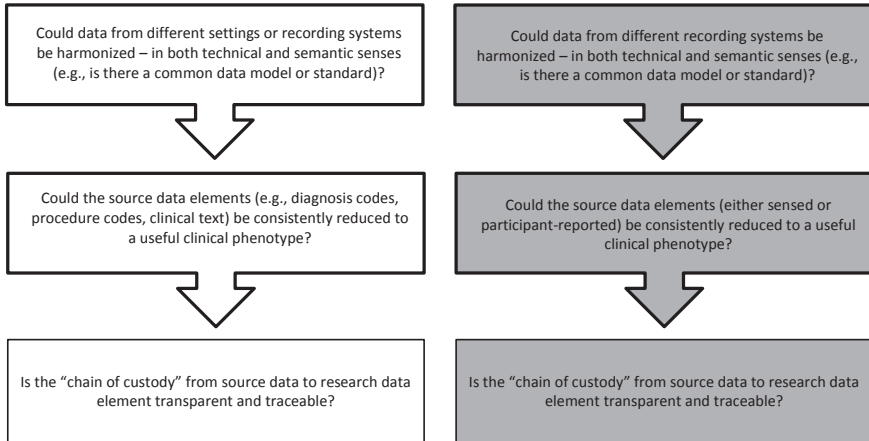 Could data from different settings or recording systems
be harmonized – in both technical and semantic senses
(e.g., is there a common data model or standard)?
Could data from different recording systems be
harmonized – in both technical and semantic senses (e.g.,
is there a common data model or standard)?
Could the source data elements (e.g., diagnosis codes,
procedure codes, clinical text) be consistently reduced to
a useful clinical phenotype?
Could the source data elements (either sensed or
participant-reported) be consistently reduced to a useful
clinical phenotype?
Is the “chain of custody” from source data to research data
element transparent and traceable?
Is the “chain of custody” from source data to research data
element transparent and traceable?